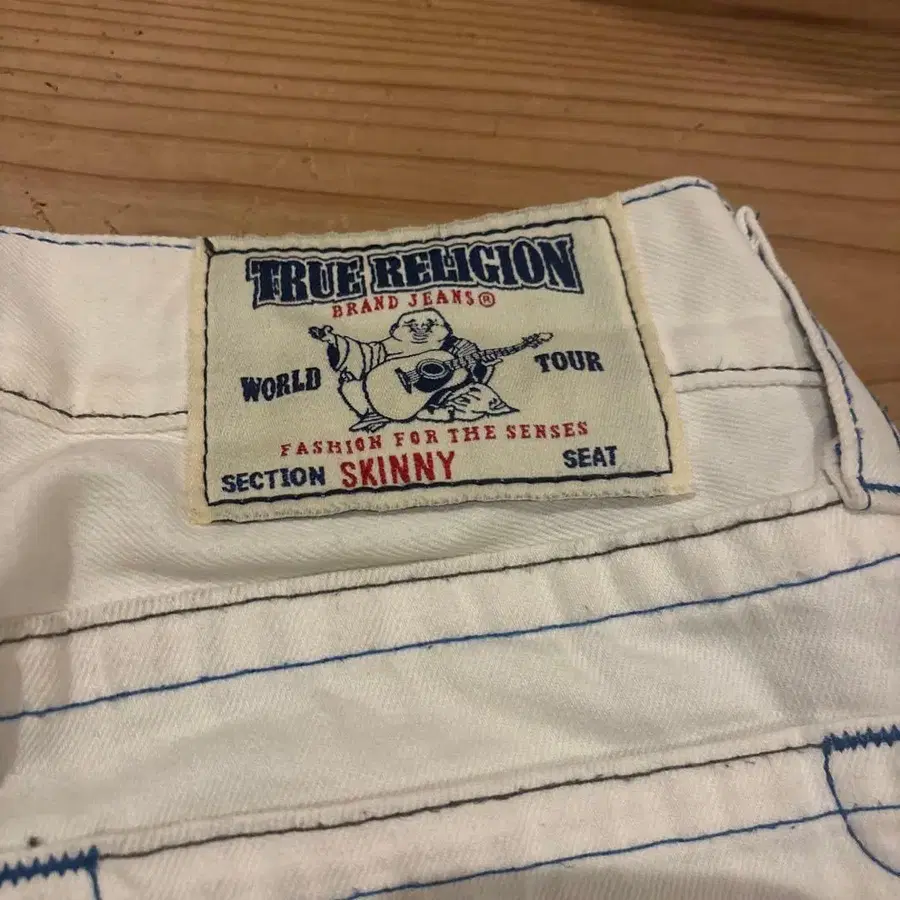 TRUE RELIGION
BRAND JEANS®
WORLD TOUR
FASHION FOR THE SENSES
SECTION SKINNY SEAT